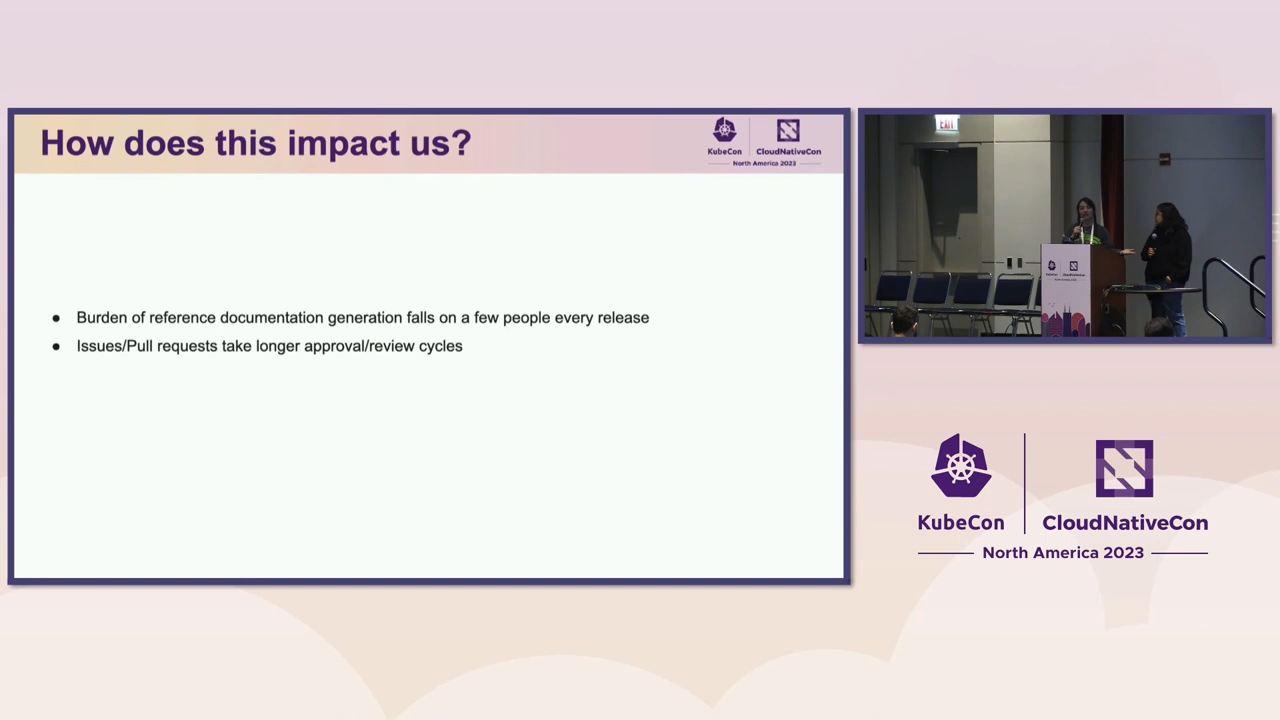 How does this impact us?
KubeCon
CloudNativeCon
North America 2023
● Burden of reference documentation generation falls on a few people every release
● Issues/Pull requests take longer approval/review cycles
EXIT
KubeCon
CloudNativeCon
North America 2023